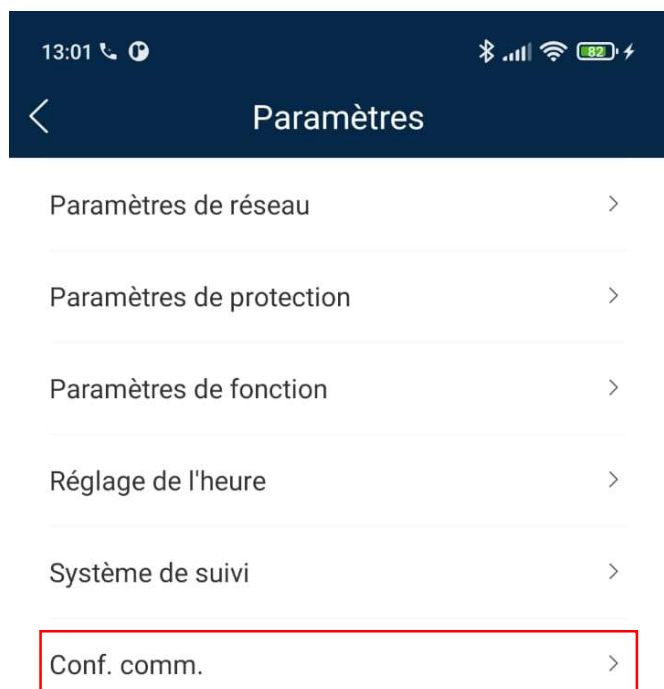 13:01
82
Paramètres
Paramètres de réseau
Paramètres de protection
Paramètres de fonction
Réglage de l'heure
Système de suivi
Conf. comm.